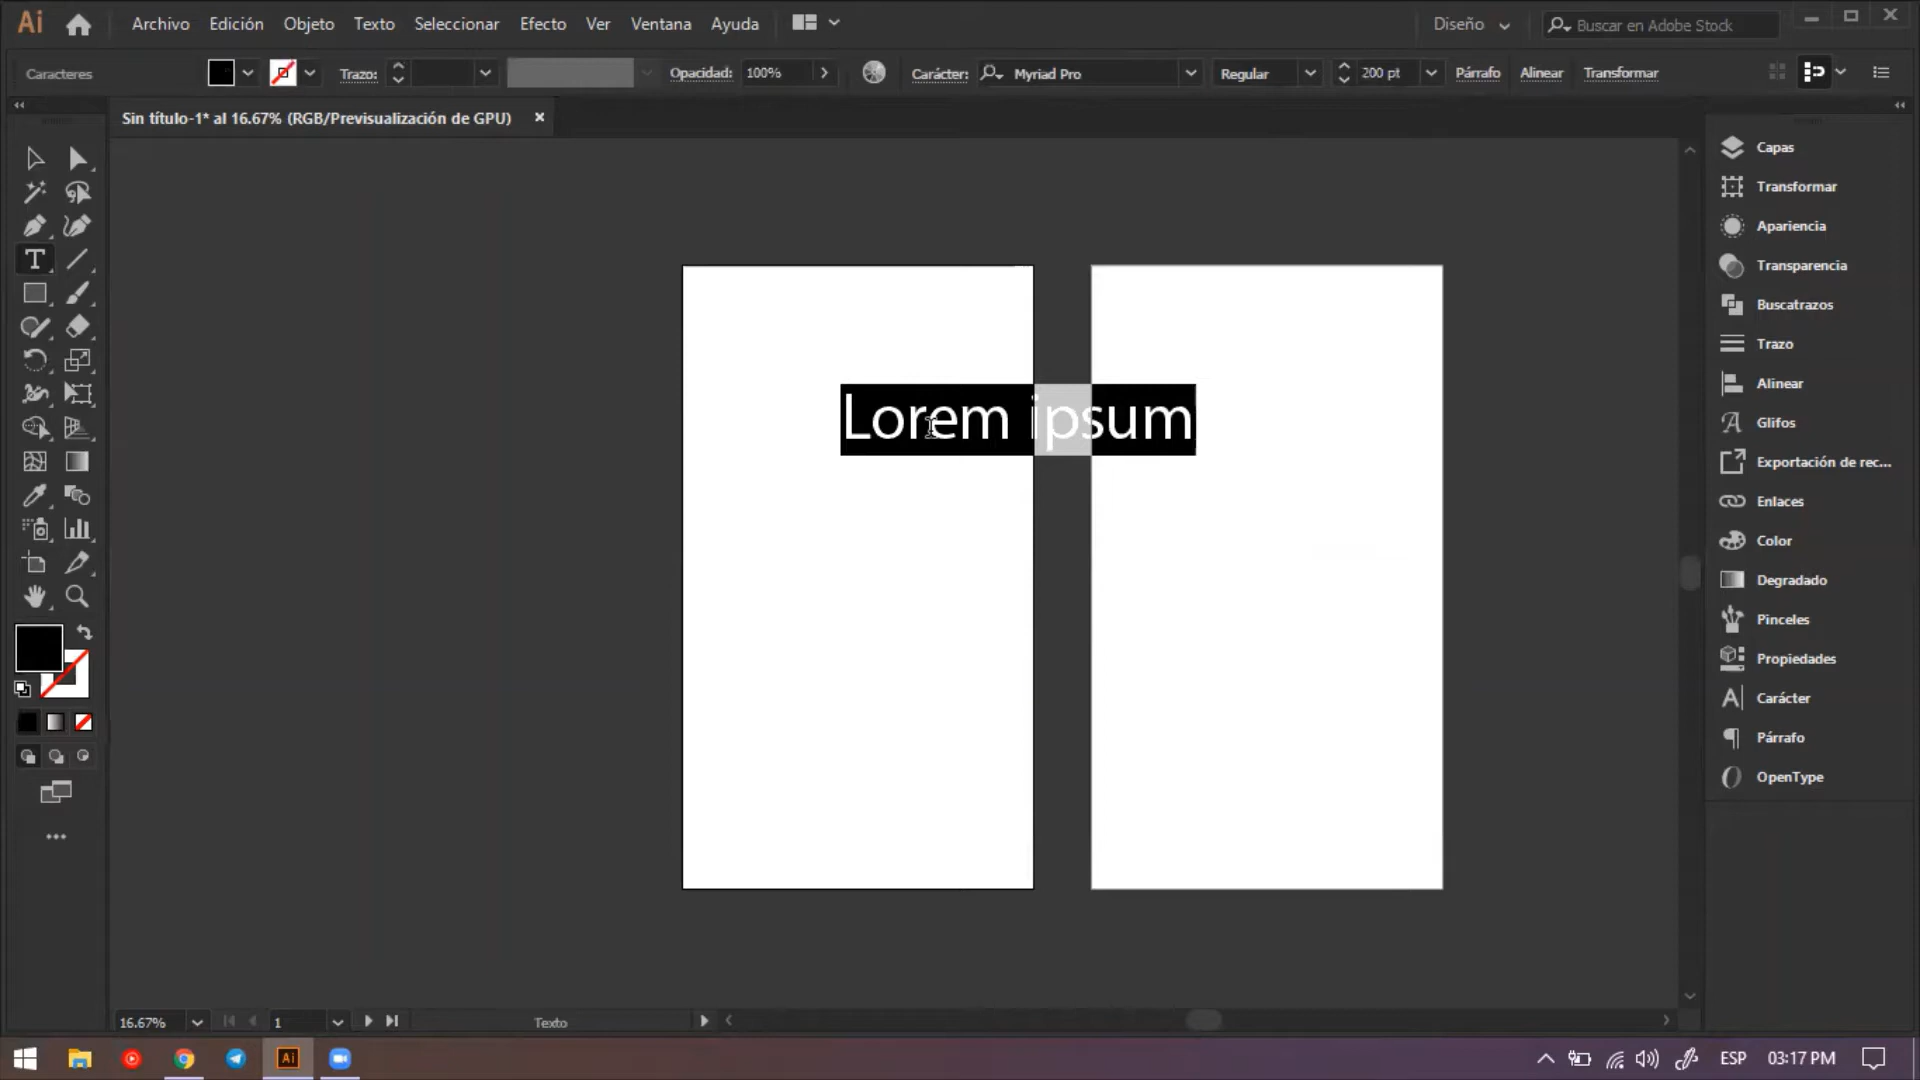 Ai Archivo Edición Objeto Texto Seleccionar Efecto Ver Ventana Ayuda Diseño Buscar en Adobe Stock
Caracteres Trazo: Opacidad: 100% Carácter: Myriad Pro Regular 200 pt Párrafo Alinear Transformar
Sin título-1* al 16.67% (RGB/Previsualización de GPU)
Capas
Transformar
Apariencia
Transparencia
Buscatrazos
Trazo
Alinear
Glifos
Exportación de rec...
Enlaces
Color
Degradado
Pinceles
Propiedades
Carácter
Párrafo
OpenType
Lorem ipsum
16.67% 1 Texto
Ai ESP 03:17 PM